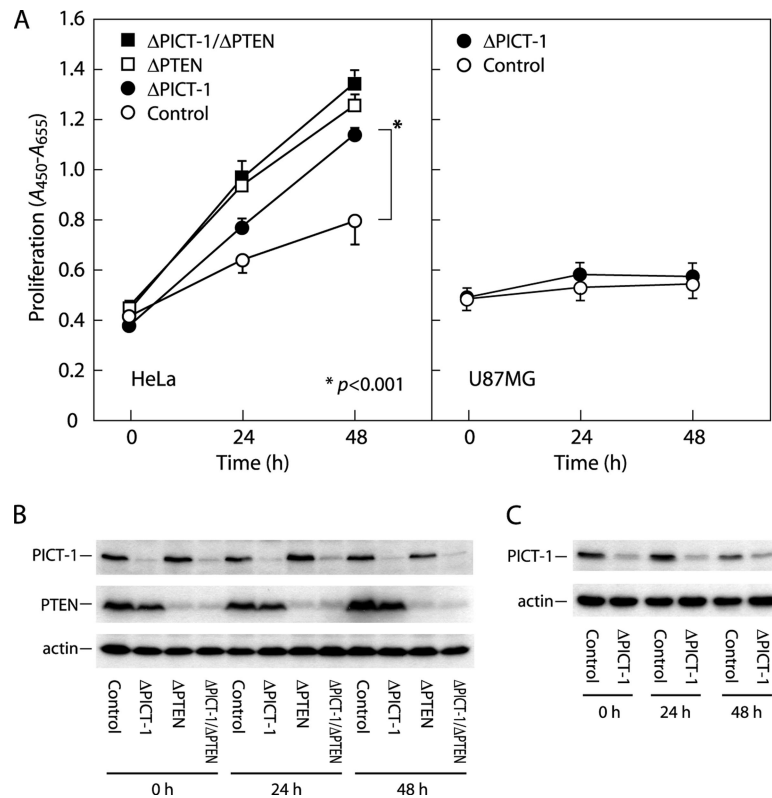 A
ΔPICT-1/ΔPTEN
ΔPTEN
ΔPICT-1
Control
ΔPICT-1
Control
Proliferation (A450-A655)
1.6
1.4
1.2
1.0
0.8
0.6
0.4
0.2
0
*
HeLa
* p<0.001
U87MG
0 24 48
0 24 48
Time (h)
Time (h)
B
PICT-1
PTEN
actin
Control
ΔPICT-1
ΔPTEN
ΔPICT-1/ΔPTEN
Control
ΔPICT-1
ΔPTEN
ΔPICT-1/ΔPTEN
Control
ΔPICT-1
ΔPTEN
ΔPICT-1/ΔPTEN
0 h
24 h
48 h
C
PICT-1
actin
Control
ΔPICT-1
Control
ΔPICT-1
Control
ΔPICT-1
0 h
24 h
48 h